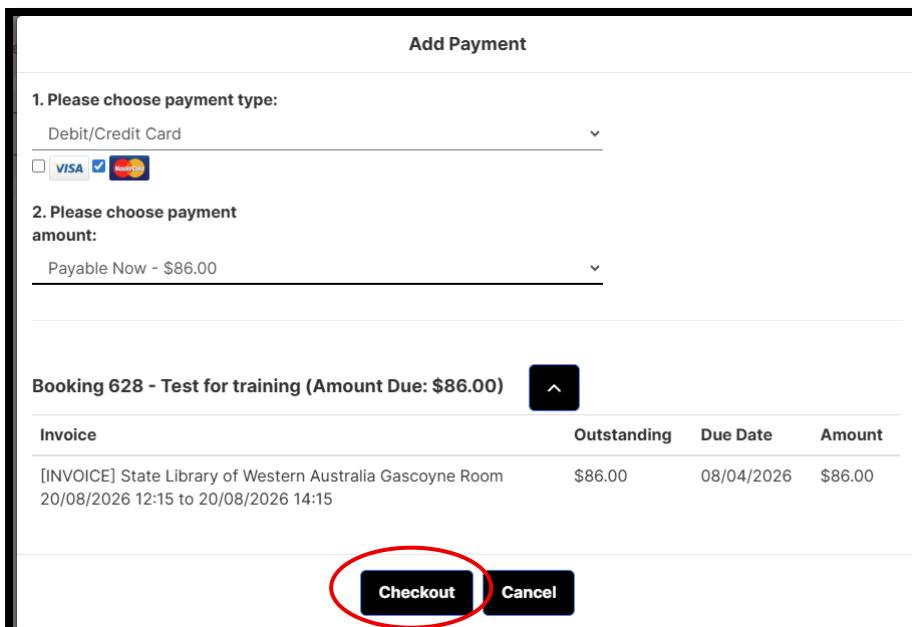 Add Payment
1. Please choose payment type:
Debit/Credit Card
VISA MasterCard
2. Please choose payment
amount:
Payable Now - $86.00
Booking 628 - Test for training (Amount Due: $86.00)
Invoice Outstanding Due Date Amount
[INVOICE] State Library of Western Australia Gascoyne Room $86.00 08/04/2026 $86.00
20/08/2026 12:15 to 20/08/2026 14:15
Checkout Cancel